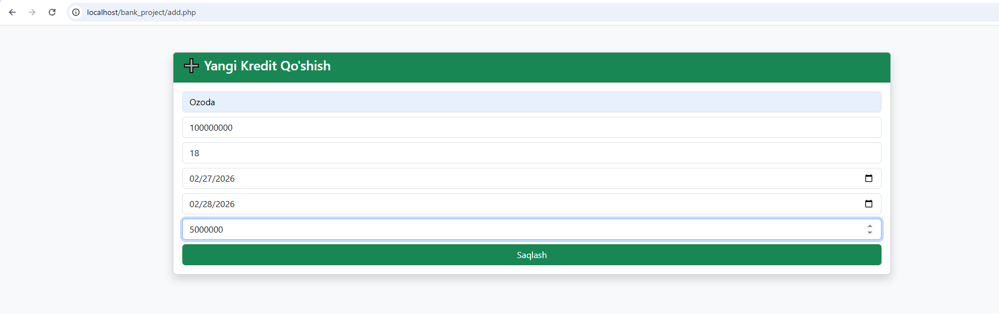 localhost/bank_project/add.php
Yangi Kredit Qo'shish
Ozoda
100000000
18
02/27/2026
02/28/2026
5000000
Saqlash